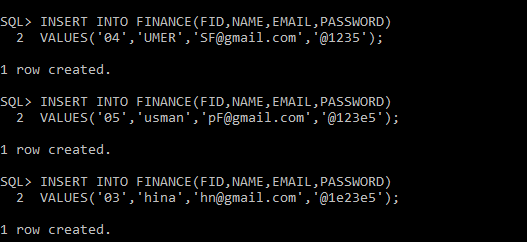 SQL> INSERT INTO FINANCE(FID,NAME,EMAIL,PASSWORD)
2 VALUES('04','UMER','SF@gmail.com','@1235');
1 row created.
SQL> INSERT INTO FINANCE(FID,NAME,EMAIL,PASSWORD)
2 VALUES('05','usman','pF@gmail.com','@123e5');
1 row created.
SQL> INSERT INTO FINANCE(FID,NAME,EMAIL,PASSWORD)
2 VALUES('03','hina','hn@gmail.com','@1e23e5');
1 row created.